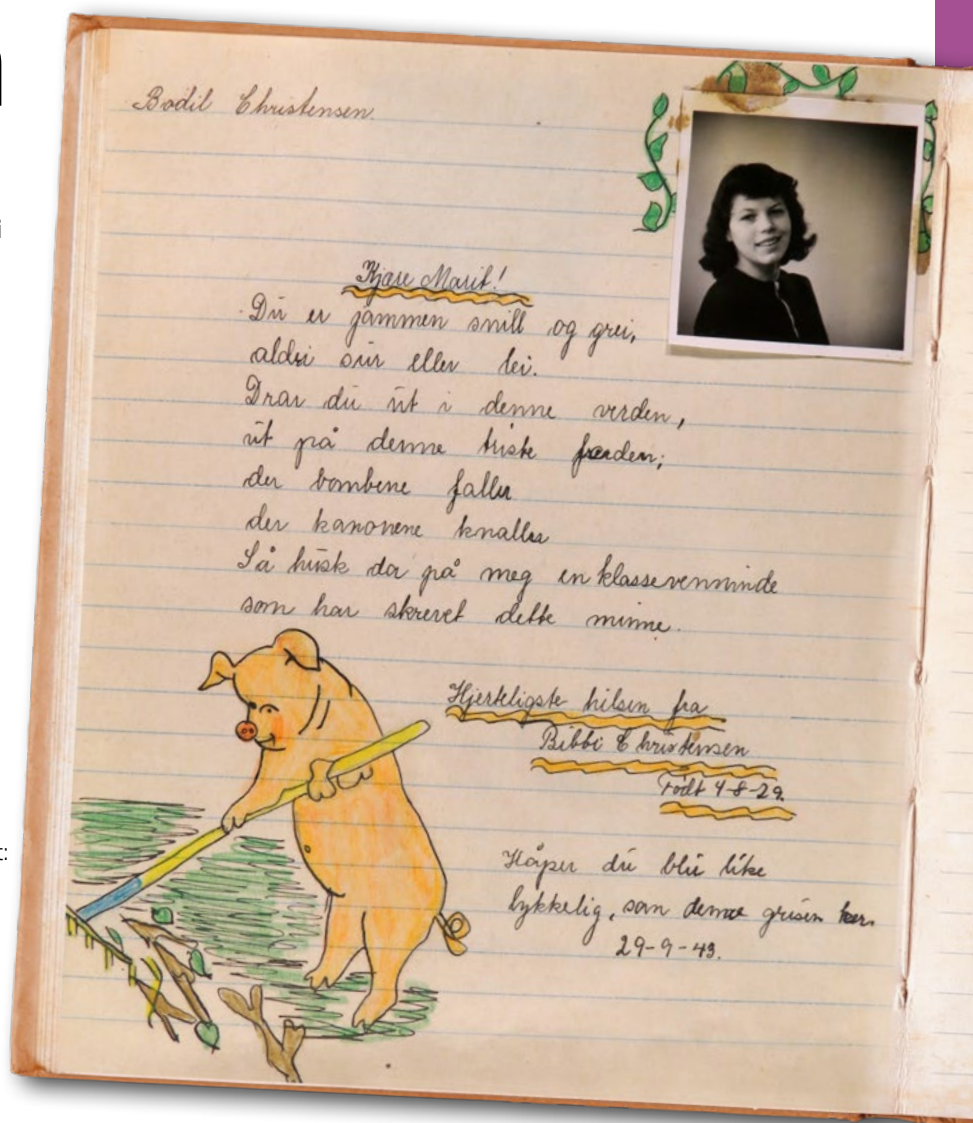 Bodil Christensen
Kjære Marit!
Du er jammen snill og grei,
aldri sur eller lei.
Drar du ut i denne verden,
ut på denne triste færden;
der bombene faller
der kanonene knaller
Så husk da på meg en klassevenninde
som har skrevet dette minne.
Hjerteligste hilsen fra
Bibbi Christensen
Født 4-8-29.
Håper du blir like
lykkelig, som denne grisen her.
29-9-43.